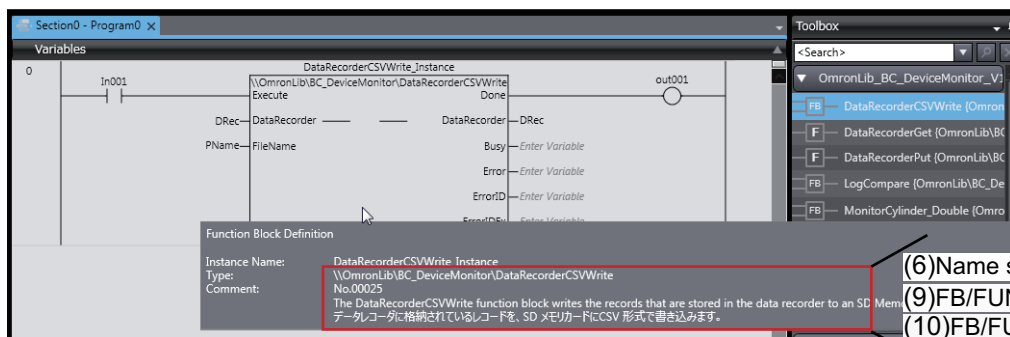 Section0 - Program0
Variables
0
In001
DataRecorderCSVWrite_Instance
\\OmronLib\BC_DeviceMonitor\DataRecorderCSVWrite
out001
Execute
Done
DRec
DataRecorder
DataRecorder
DRec
PName
FileName
Busy
Enter Variable
Error
Enter Variable
ErrorID
Enter Variable
ErrorIDEx
Enter Variable
Function Block Definition
Instance Name: DataRecorderCSVWrite_Instance
Type: \\OmronLib\BC_DeviceMonitor\DataRecorderCSVWrite
Comment: No.00025
The DataRecorderCSVWrite function block writes the records that are stored in the data recorder to an SD Mem
データレコーダに格納されているレコードを、SD メモリカードにCSV 形式で書き込みます。
Toolbox
<Search>
OmronLib_BC_DeviceMonitor_V1
FB DataRecorderCSVWrite {Omron
F DataRecorderGet {OmronLib\BC
F DataRecorderPut {OmronLib\BC
FB LogCompare {OmronLib\BC_De
FB MonitorCylinder_Double {Omro
(6)Name s
(9)FB/FUN
(10)FB/FU